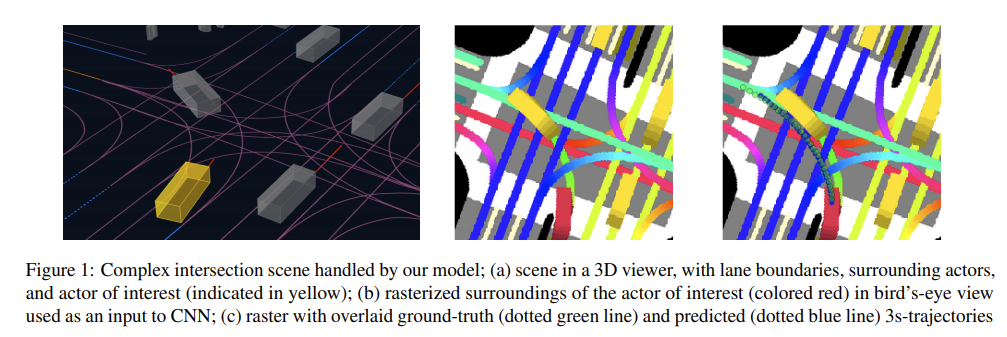 Figure 1: Complex intersection scene handled by our model; (a) scene in a 3D viewer, with lane boundaries, surrounding actors,
and actor of interest (indicated in yellow); (b) rasterized surroundings of the actor of interest (colored red) in bird's-eye view
used as an input to CNN; (c) raster with overlaid ground-truth (dotted green line) and predicted (dotted blue line) 3s-trajectories